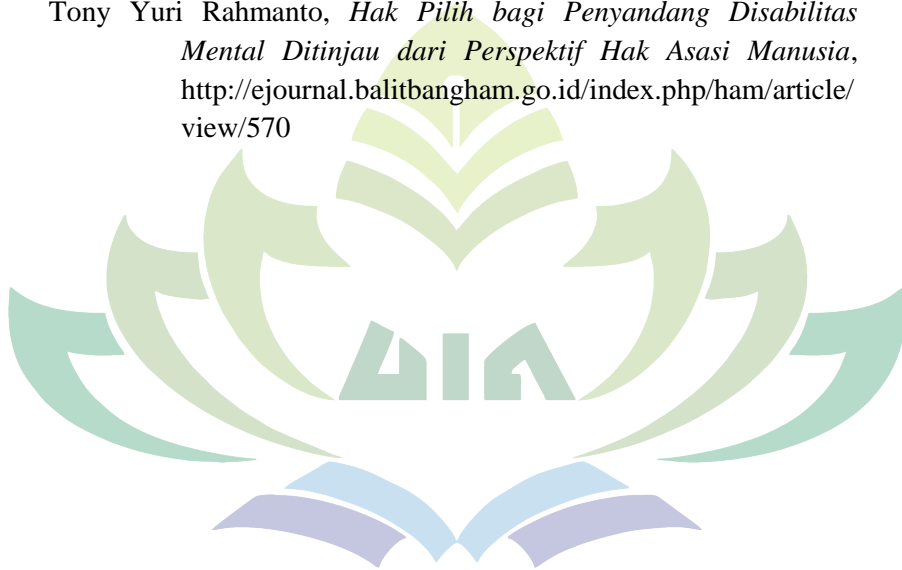 Tony Yuri Rahmanto, Hak Pilih bagi Penyandang Disabilitas
Mental Ditinjau dari Perspektif Hak Asasi Manusia,
http://ejournal.balitbangham.go.id/index.php/ham/article/
view/570
UIN